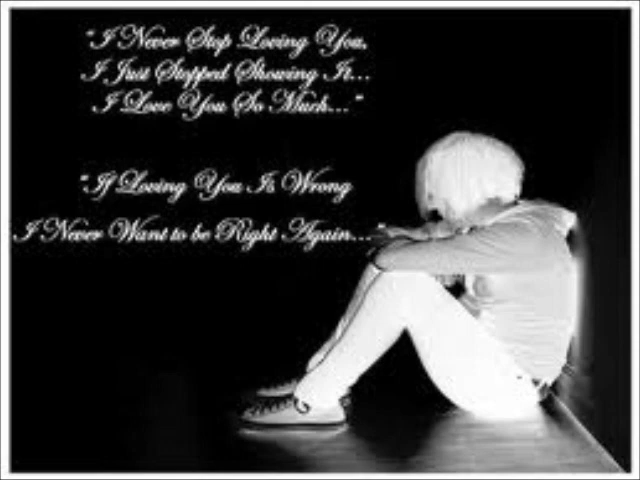 "I Never Stop Loving You,
I Just Stopped Showing It...
I Love You So Much..."
"If Loving You Is Wrong
I Never Want to be Right Again..."